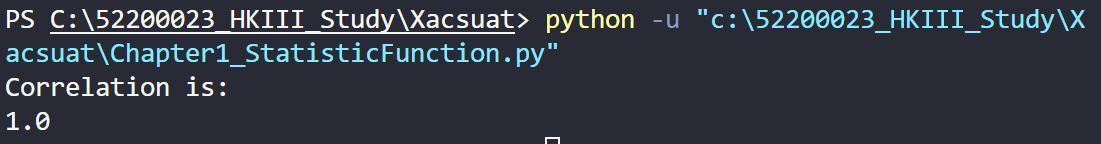 PS C:\52200023_HKIII_Study\Xacsuat> python -u "c:\52200023_HKIII_Study\X
acsuat\Chapter1_StatisticFunction.py"
Correlation is:
1.0